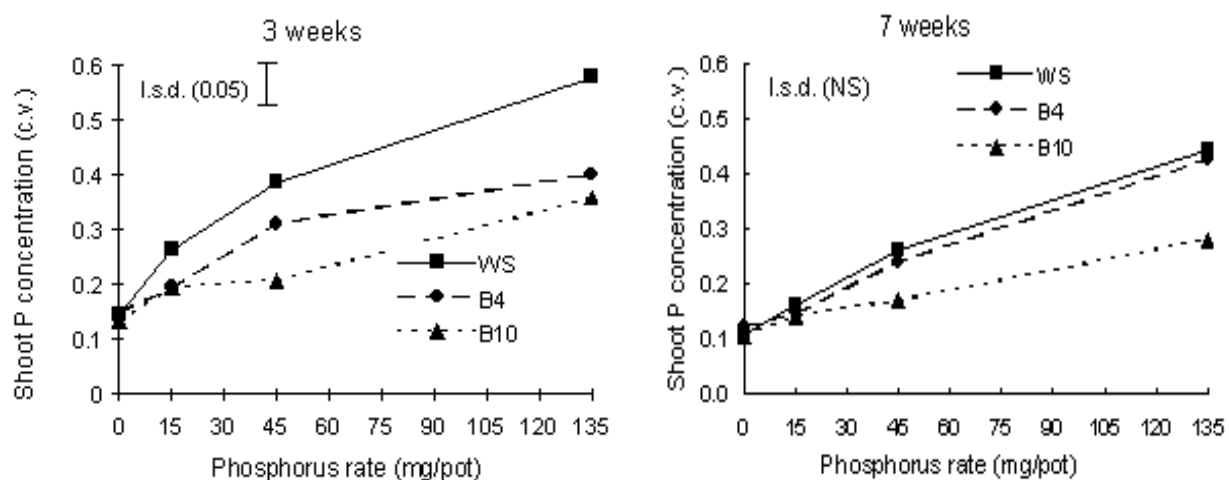 3 weeks
Shoot P concentration (c.v.)
0.6
0.5
0.4
0.3
0.2
0.1
0
l.s.d. (0.05)
WS
B4
B10
0 15 30 45 60 75 90 105 120 135
Phosphorus rate (mg/pot)
7 weeks
Shoot P concentration (c.v.)
0.6
0.5
0.4
0.3
0.2
0.1
0.0
l.s.d. (NS)
WS
B4
B10
0 15 30 45 60 75 90 105 120 135
Phosphorus rate (mg/pot)